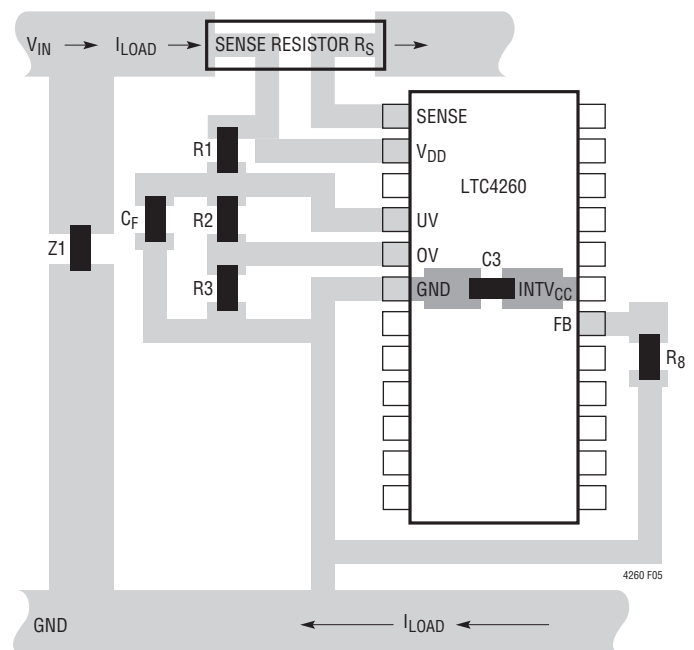 VIN → ILOAD → SENSE RESISTOR RS →
SENSE
VDD
LTC4260
UV
OV
GND
C3
INTVCC
FB
R1
R2
CF
R3
Z1
R8
4260 F05
GND
ILOAD